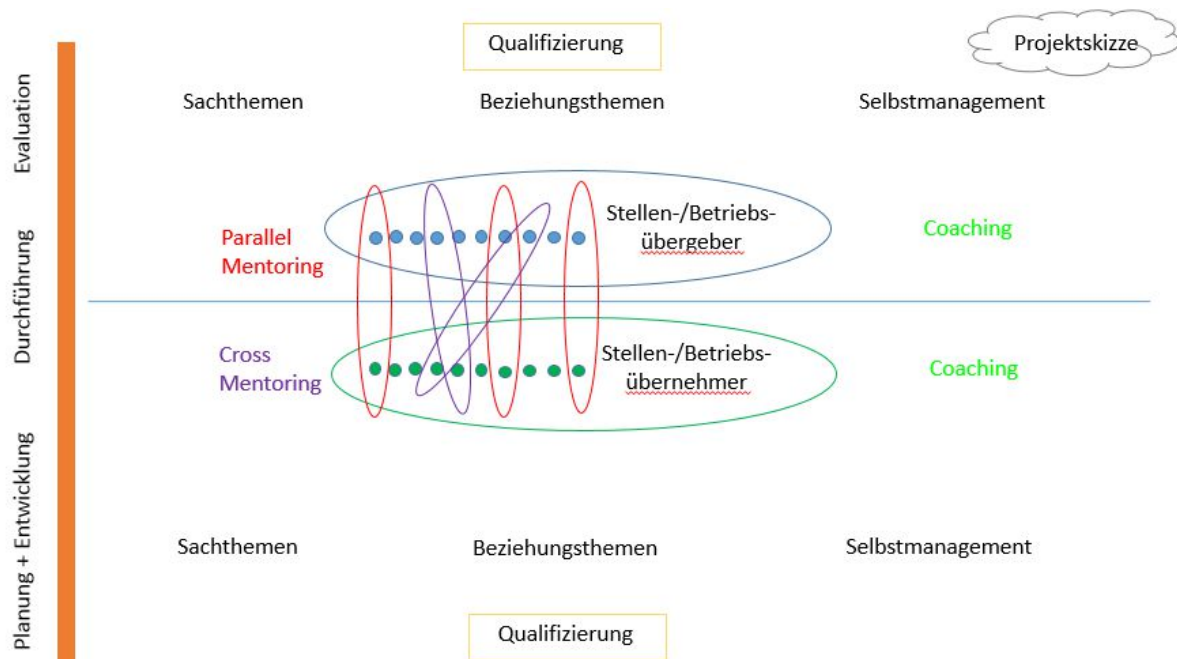 Qualifizierung
Projektskizze
Sachthemen
Beziehungsthemen
Selbstmanagement
Evaluation
Parallel
Mentoring
Stellen-/Betriebs-
übergeber
Coaching
Durchführung
Cross
Mentoring
Stellen-/Betriebs-
übernehmer
Coaching
Planung + Entwicklung
Sachthemen
Beziehungsthemen
Selbstmanagement
Qualifizierung